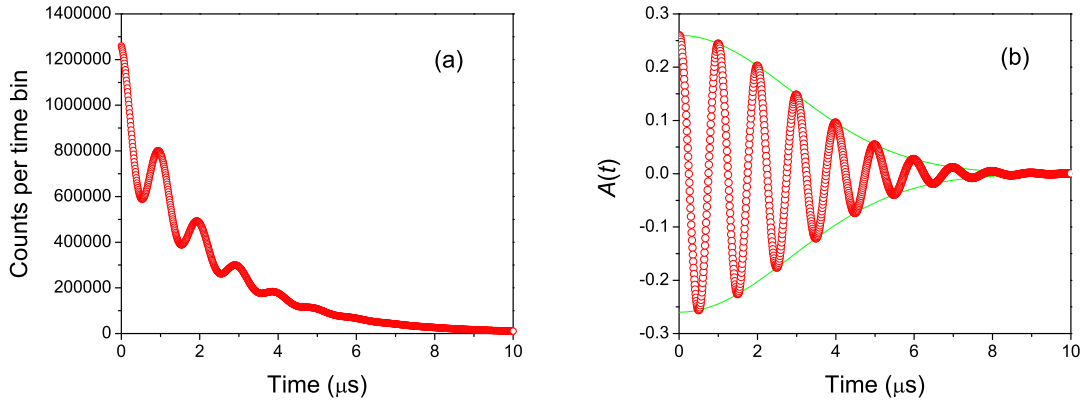 1400000
1200000
1000000
800000
600000
400000
200000
0
Counts per time bin
(a)
0 2 4 6 8 10
Time (μs)
0.3
0.2
0.1
0.0
-0.1
-0.2
-0.3
A(t)
(b)
0 2 4 6 8 10
Time (μs)